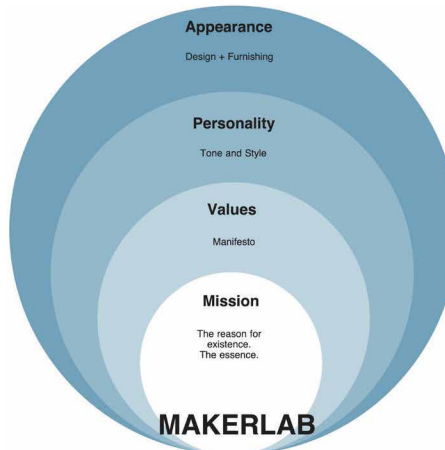 Appearance
Design + Furnishing
Personality
Tone and Style
Values
Manifesto
Mission
The reason for
existence.
The essence.
MAKERLAB